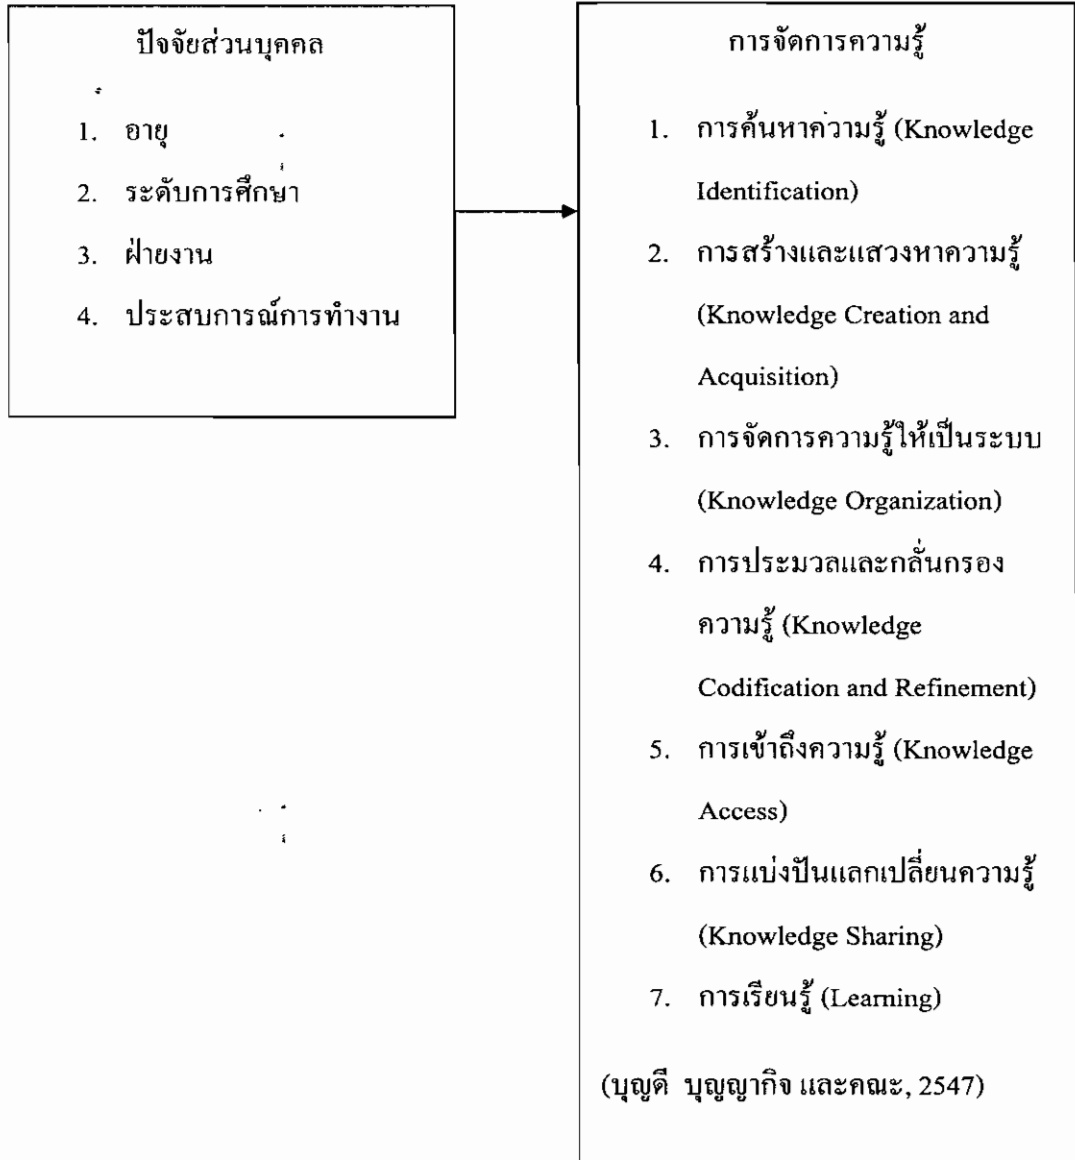 ปัจจัยส่วนบุคคล
1. อายุ
2. ระดับการศึกษา
3. ฝ่ายงาน
4. ประสบการณ์การทำงาน
การจัดการความรู้
1. การค้นหาความรู้ (Knowledge
Identification)
2. การสร้างและแสวงหาความรู้
(Knowledge Creation and
Acquisition)
3. การจัดการความรู้ให้เป็นระบบ
(Knowledge Organization)
4. การประมวลและกลั่นกรอง
ความรู้ (Knowledge
Codification and Refinement)
5. การเข้าถึงความรู้ (Knowledge
Access)
6. การแบ่งปันแลกเปลี่ยนความรู้
(Knowledge Sharing)
7. การเรียนรู้ (Learning)
(บุญดี บุญญากิจ และคณะ, 2547)